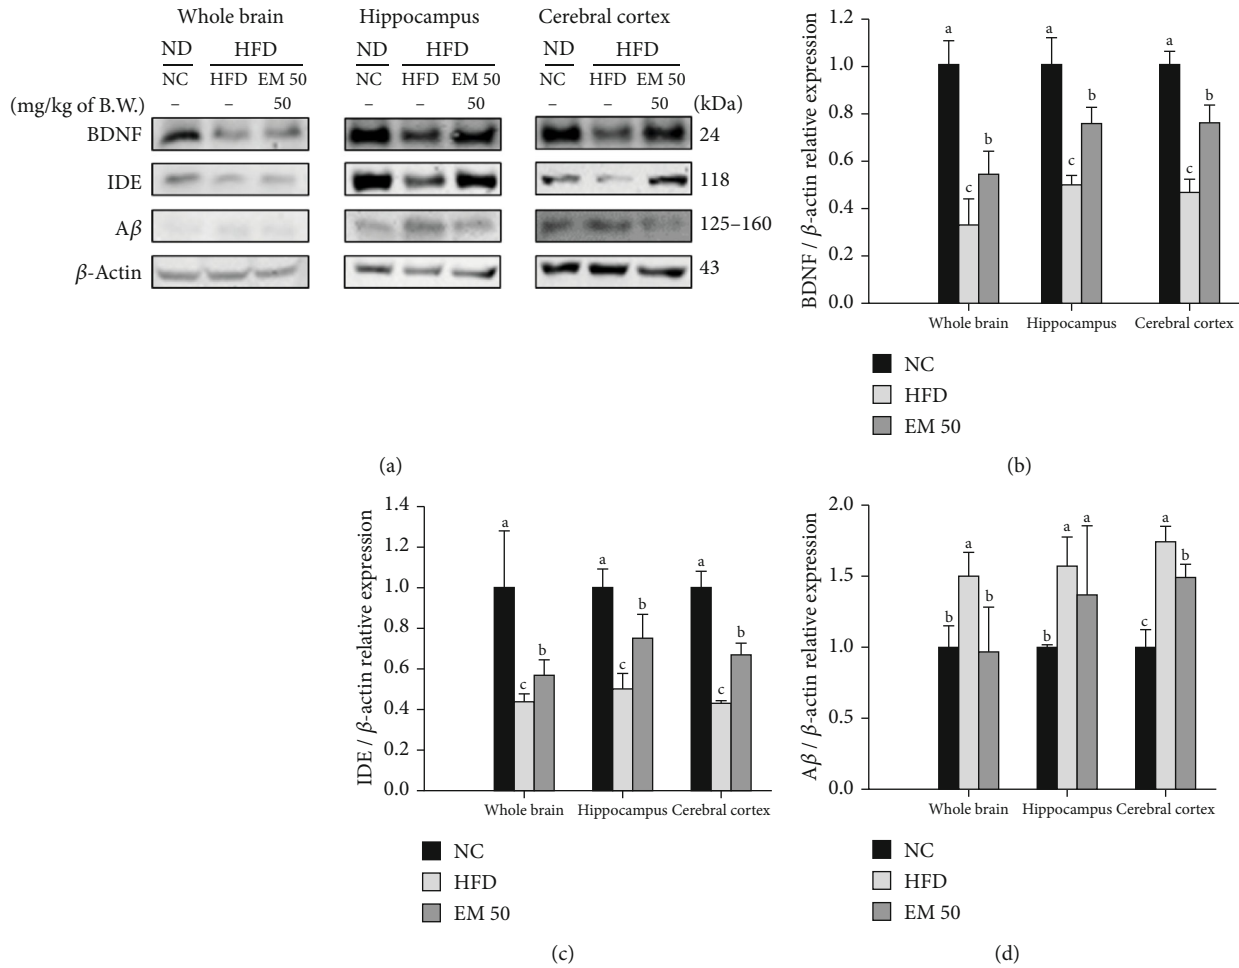 Whole brain Hippocampus Cerebral cortex
ND HFD ND HFD ND HFD
NC HFD EM 50 NC HFD EM 50 NC HFD EM 50
(mg/kg of B.W.) – – 50 – – 50 – – 50 (kDa)
BDNF 24
IDE 118
Aβ 125–160
β-Actin 43
(a)
BDNF / β-actin relative expression
1.2
1.0
0.8
0.6
0.4
0.2
0.0
a c b a c b a c b
Whole brain Hippocampus Cerebral cortex
NC
HFD
EM 50
(b)
IDE / β-actin relative expression
1.4
1.2
1.0
0.8
0.6
0.4
0.2
0.0
a c b a c b a c b
Whole brain Hippocampus Cerebral cortex
NC
HFD
EM 50
(c)
Aβ / β-actin relative expression
2.0
1.5
1.0
0.5
0.0
b a b b a a c a b
Whole brain Hippocampus Cerebral cortex
NC
HFD
EM 50
(d)